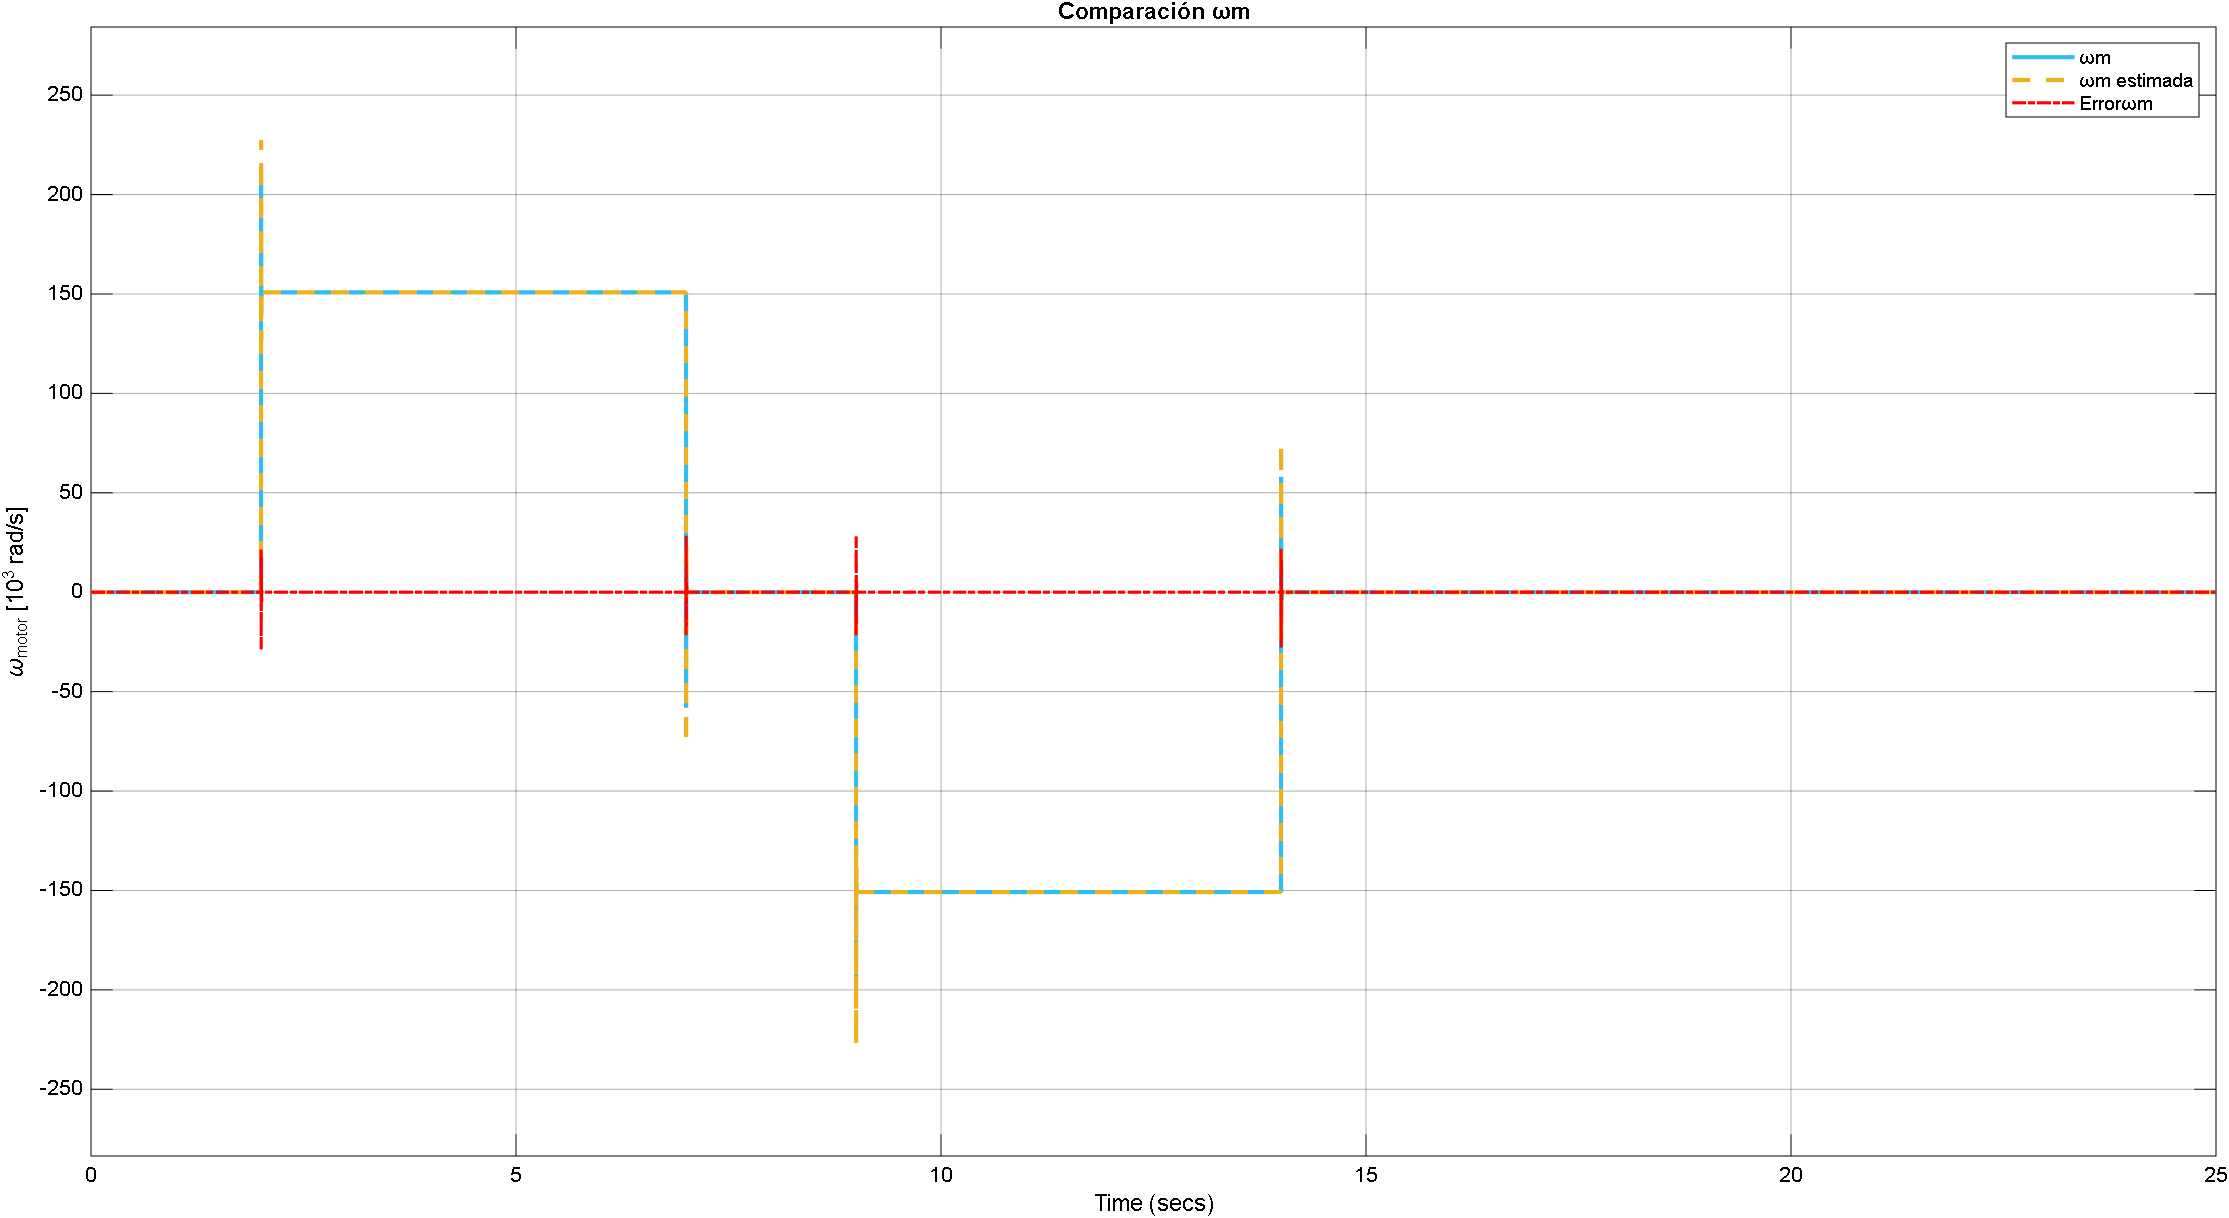 Comparación ωm
ωm
ωm estimada
Errorωm
250
200
150
100
50
0
-50
-100
-150
-200
-250
ωmotor [10³ rad/s]
0 5 10 15 20 25
Time (secs)